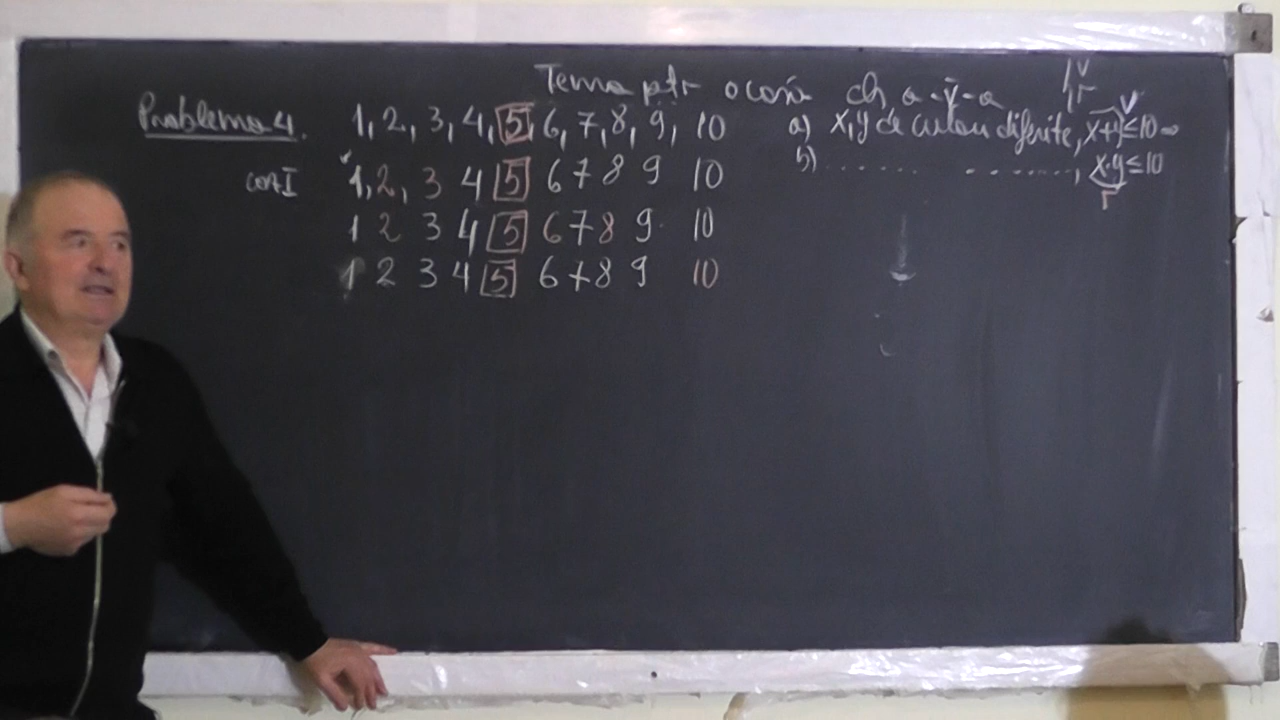 Tema ptr o
Problema 4. 1, 2, 3, 4, 5, 6, 7, 8, 9, 10 a) x, y de culori diferite, x+y ≤ 10 ⇒ V
caz I 1, 2, 3 4 5 6 7 8 9 10 b) . . . . . . . . . . . . . , x·y ≤ 10
r
1 2 3 4 5 6 7 8 9 10
1 2 3 4 5 6 7 8 9 10